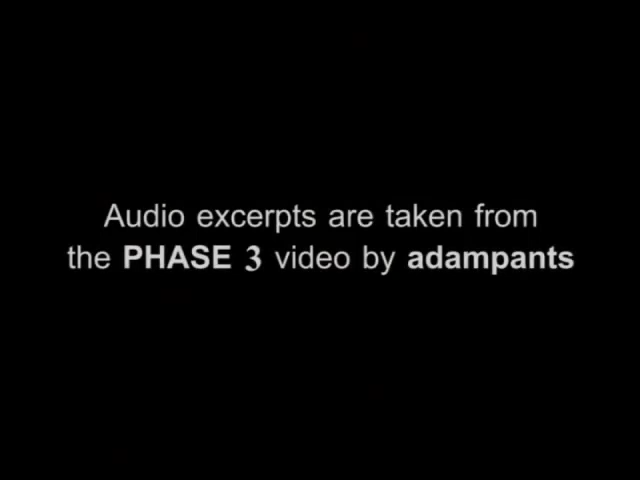 Audio excerpts are taken from
the PHASE 3 video by adampants